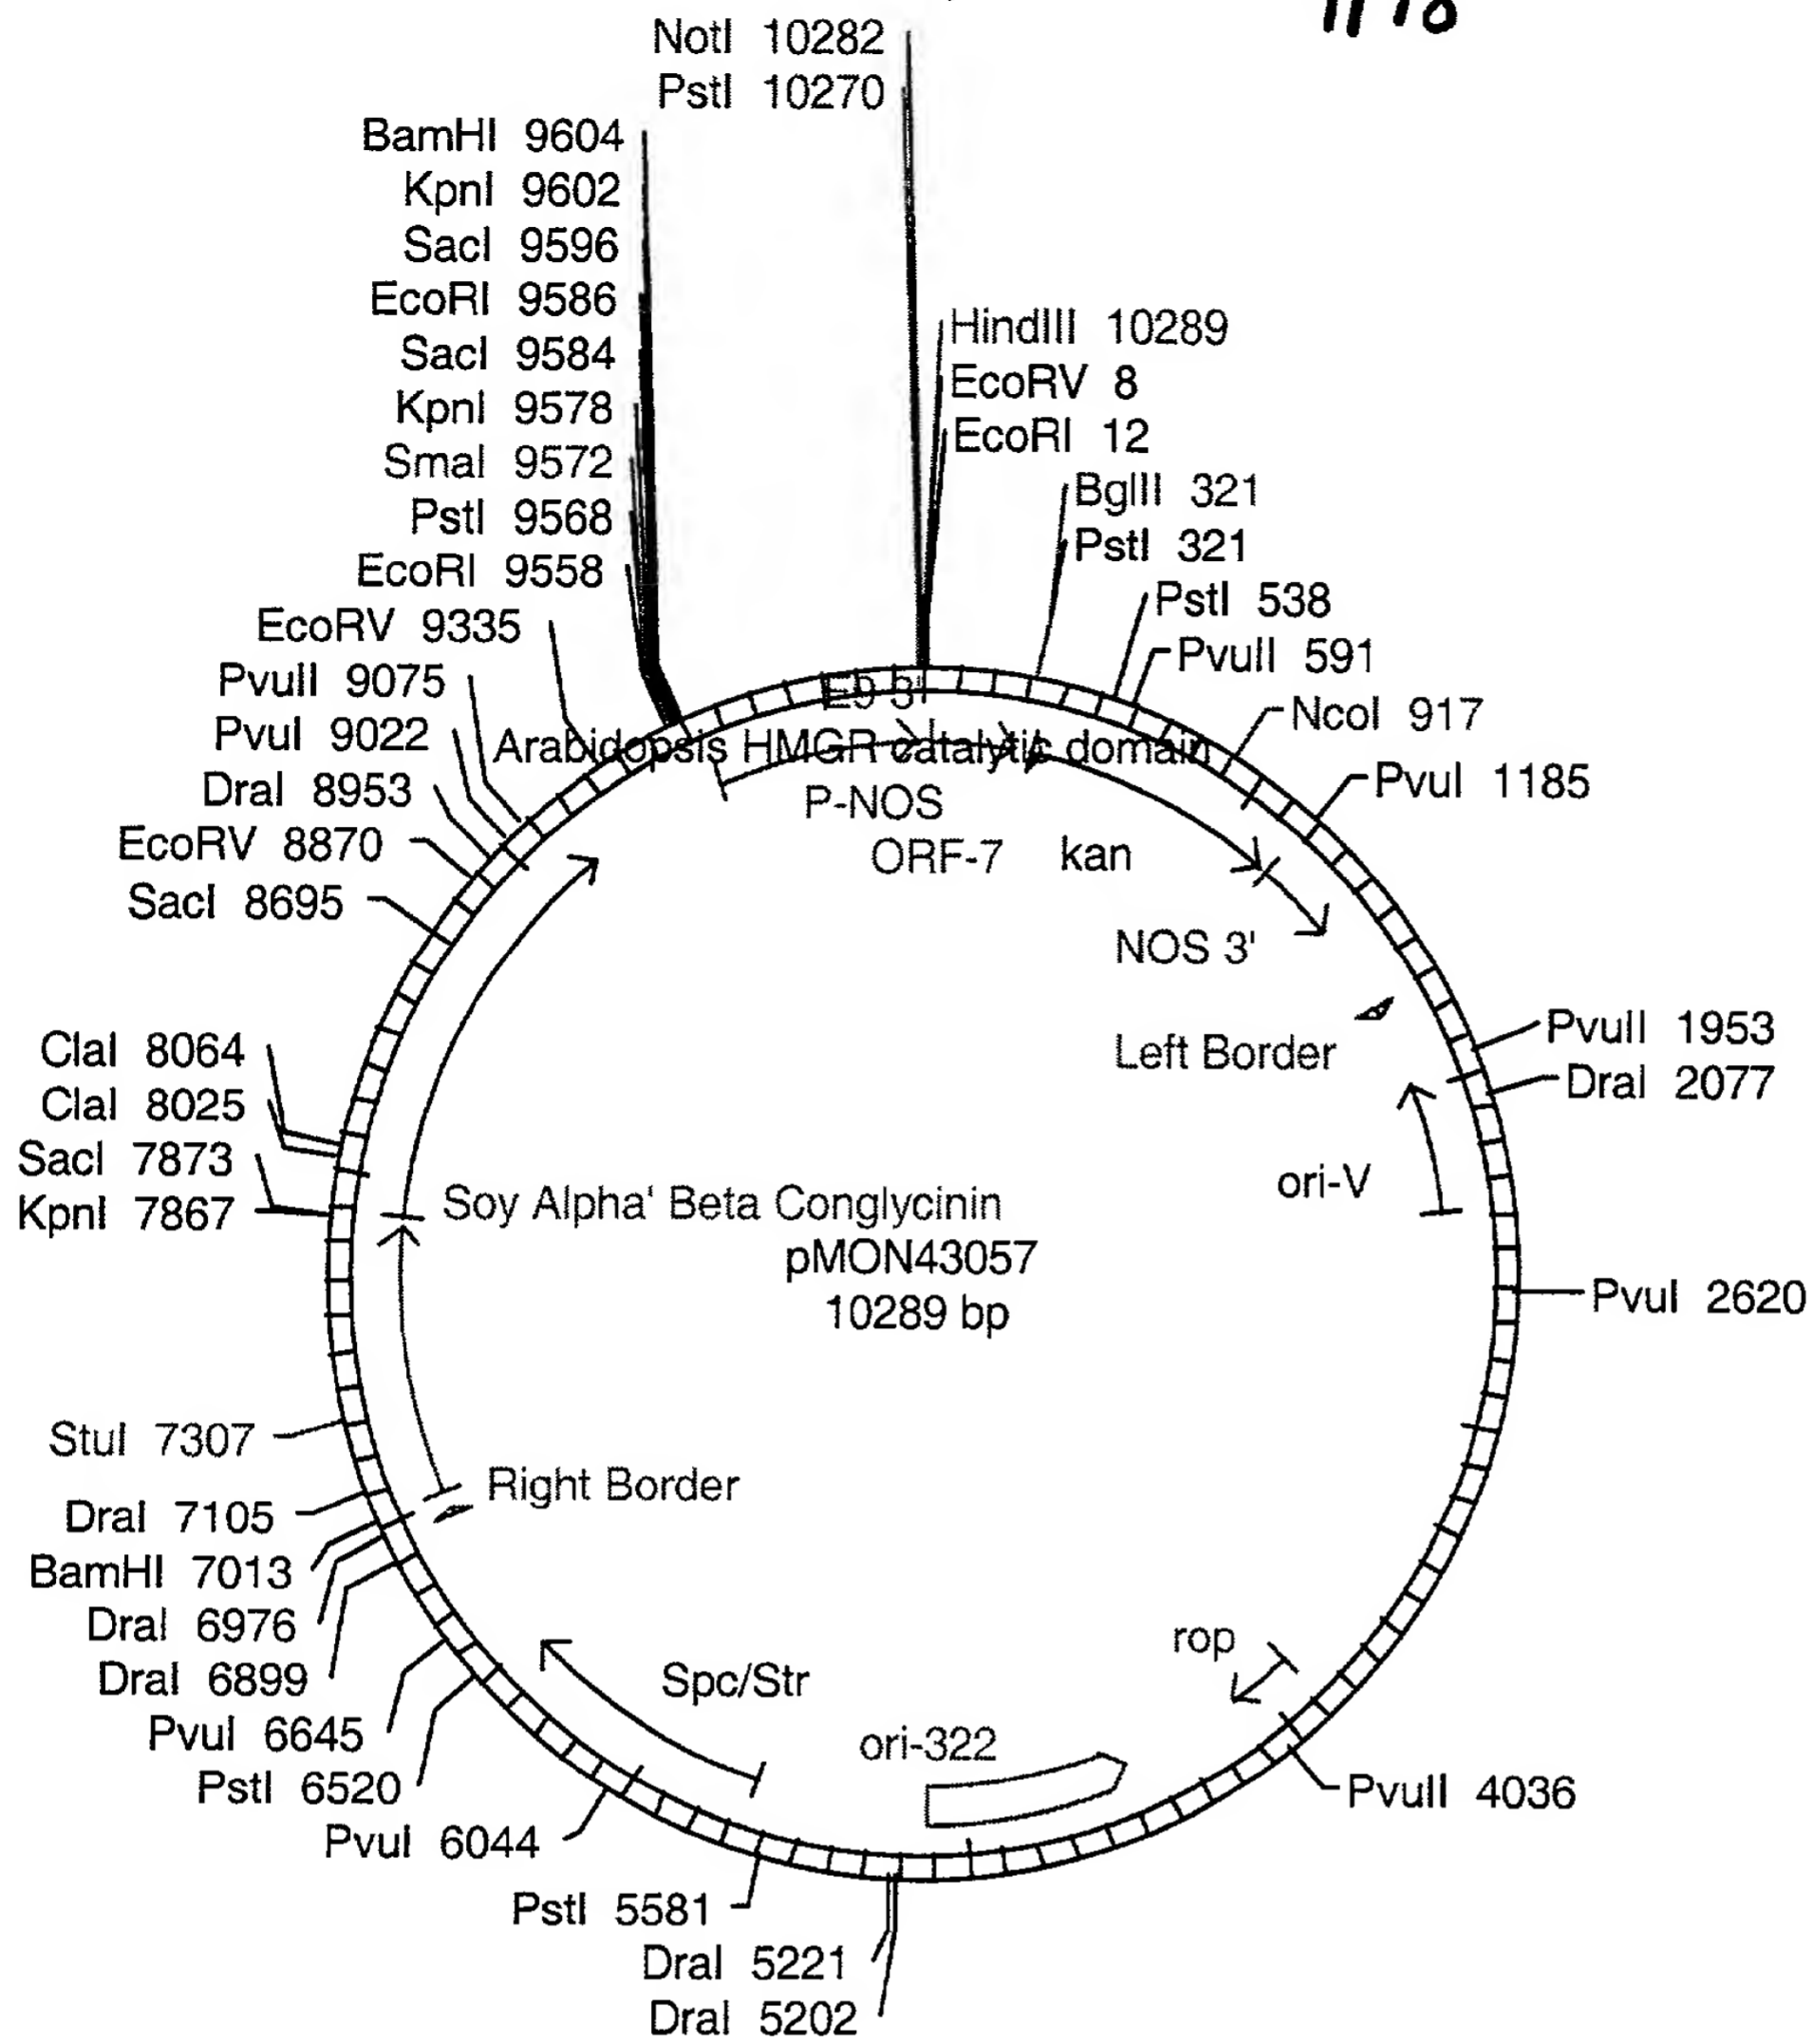 11/18
NotI 10282
PstI 10270
BamHI 9604
KpnI 9602
SacI 9596
EcoRI 9586
SacI 9584
KpnI 9578
SmaI 9572
PstI 9568
EcoRI 9558
EcoRV 9335
PvuII 9075
PvuI 9022
DraI 8953
EcoRV 8870
SacI 8695
ClaI 8064
ClaI 8025
SacI 7873
KpnI 7867
StuI 7307
DraI 7105
BamHI 7013
DraI 6976
DraI 6899
PvuI 6645
PstI 6520
PvuI 6044
PstI 5581
DraI 5221
DraI 5202
HindIII 10289
EcoRV 8
EcoRI 12
BglII 321
PstI 321
PstI 538
PvuII 591
NcoI 917
PvuI 1185
PvuII 1953
DraI 2077
PvuI 2620
PvuII 4036
E9 3'
Arabidopsis HMGR catalytic domain
P-NOS
ORF-7 kan
NOS 3'
Left Border
ori-V
Soy Alpha' Beta Conglycinin
pMON43057
10289 bp
Right Border
rop
Spc/Str
ori-322